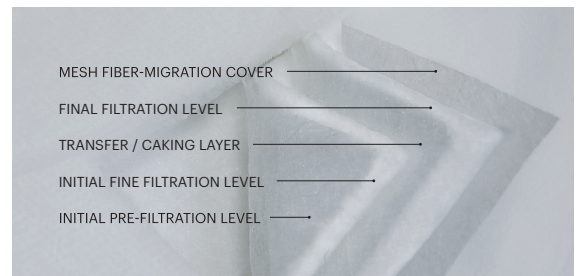 MESH FIBER-MIGRATION COVER
FINAL FILTRATION LEVEL
TRANSFER / CAKING LAYER
INITIAL FINE FILTRATION LEVEL
INITIAL PRE-FILTRATION LEVEL